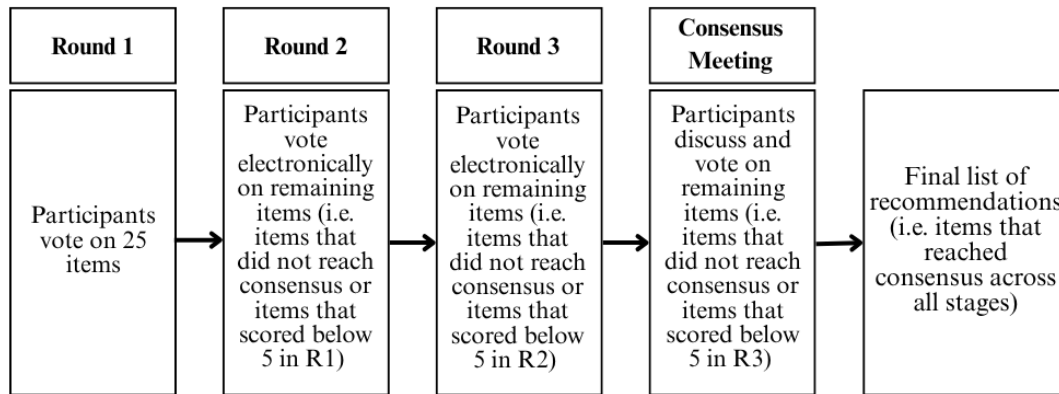 Round 1
Participants
vote on 25
items
Round 2
Participants
vote
electronically
on remaining
items (i.e.
items that
did not reach
consensus or
items that
scored below
5 in R1)
Round 3
Participants
vote
electronically
on remaining
items (i.e.
items that
did not reach
consensus or
items that
scored below
5 in R2)
Consensus
Meeting
Participants
discuss and
vote on
remaining
items (i.e.
items that
did not reach
consensus or
items that
scored below
5 in R3)
Final list of
recommendations
(i.e. items that
reached
consensus across
all stages)